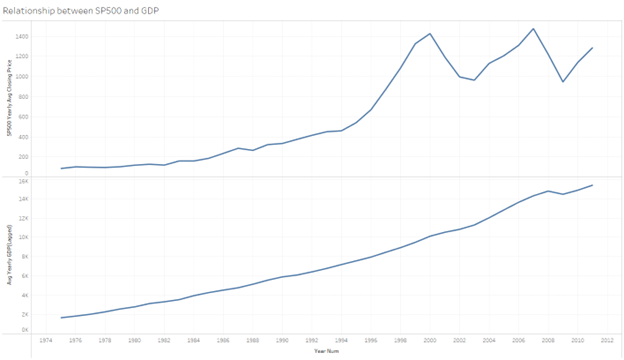 Relationship between SP500 and GDP
SP500 Yearly Avg Closing Price
1400
1200
1000
800
600
400
200
0
Avg Yearly GDP(Lagged)
16K
14K
12K
10K
8K
6K
4K
2K
0K
1974 1976 1978 1980 1982 1984 1986 1988 1990 1992 1994 1996 1998 2000 2002 2004 2006 2008 2010 2012
Year Num